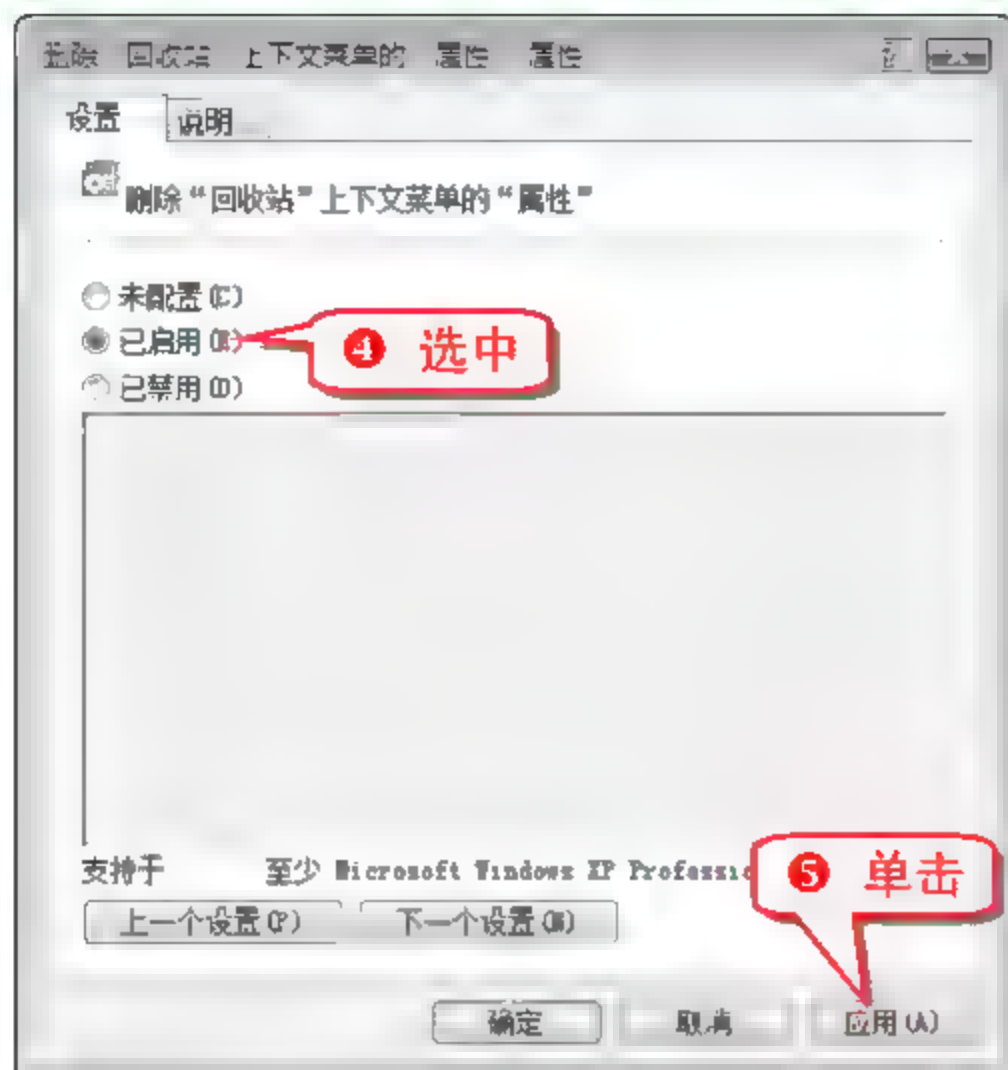 删除 回收站 上下文菜单的 属性 属性
设置 说明
删除“回收站”上下文菜单的“属性”
未配置(C)
已启用(E)
❹ 选中
已禁用(D)
支持于 至少 Microsoft Windows XP Professio
❺ 单击
上一个设置(P) 下一个设置(N)
确定 取消 应用(A)